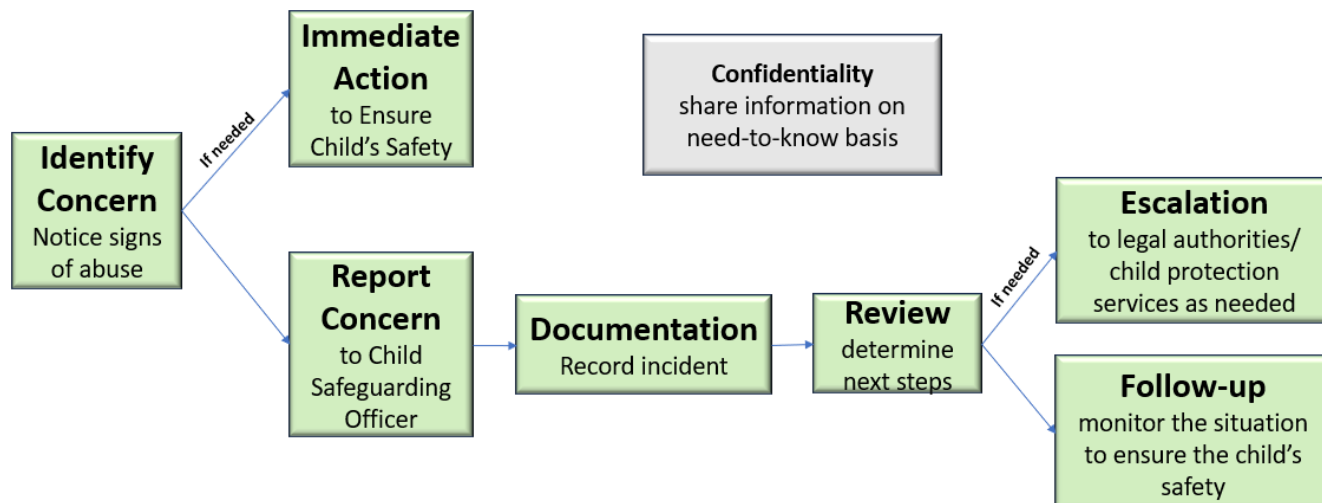 Identify
Concern
Notice signs
of abuse
If needed
Immediate
Action
to Ensure
Child's Safety
Report
Concern
to Child
Safeguarding
Officer
Confidentiality
share information on
need-to-know basis
Documentation
Record incident
Review
determine
next steps
If needed
Escalation
to legal authorities/
child protection
services as needed
Follow-up
monitor the situation
to ensure the child's
safety